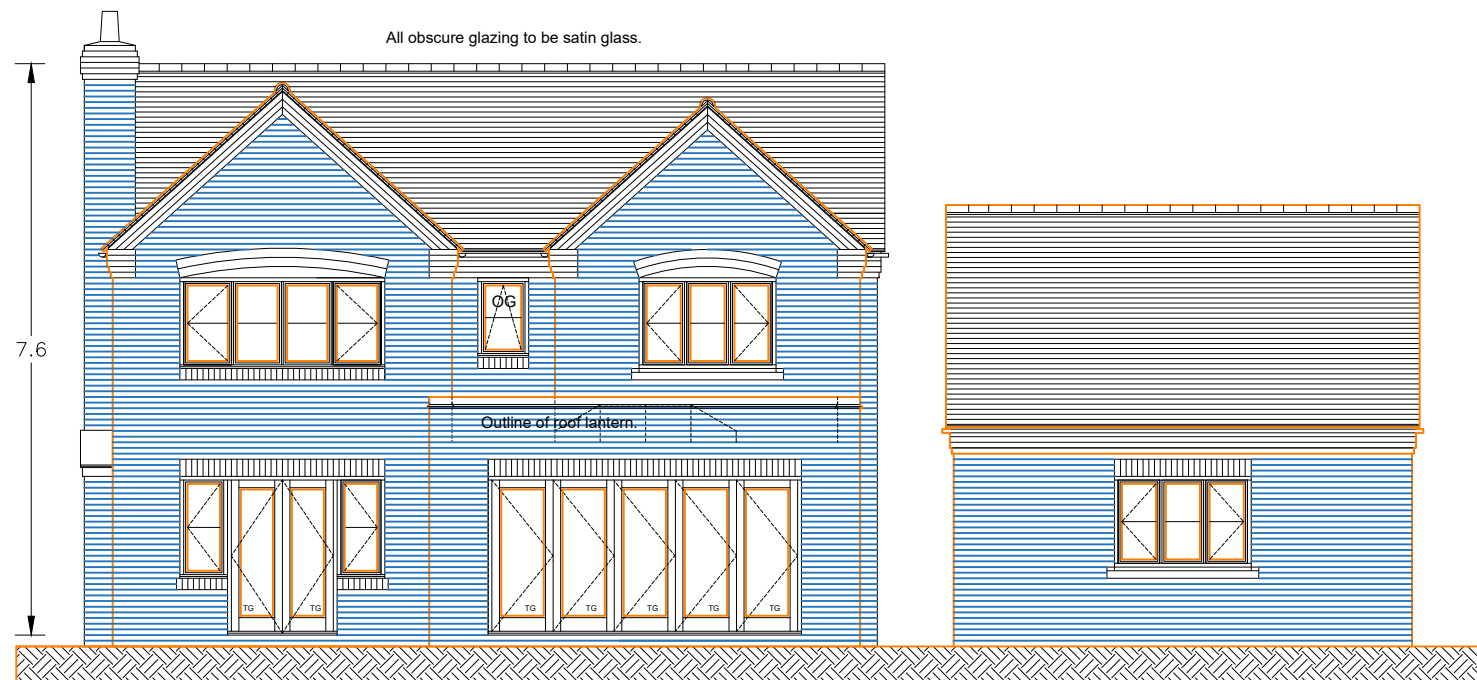 All obscure glazing to be satin glass.
7.6
OG
Outline of roof lantern.
TG
TG
TG
TG
TG
TG
TG